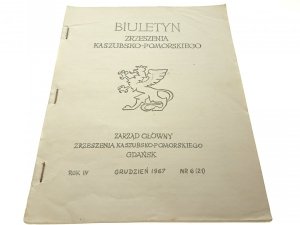 BIULETYN
ZRZESZENIA
KASZUBSKO-POMORSKIEGO
ZARZĄD GŁÓWNY
ZRZESZENIA KASZUBSKO-POMORSKIEGO
GDAŃSK
ROK IV GRUDZIEŃ 1967 NR 6 (21)